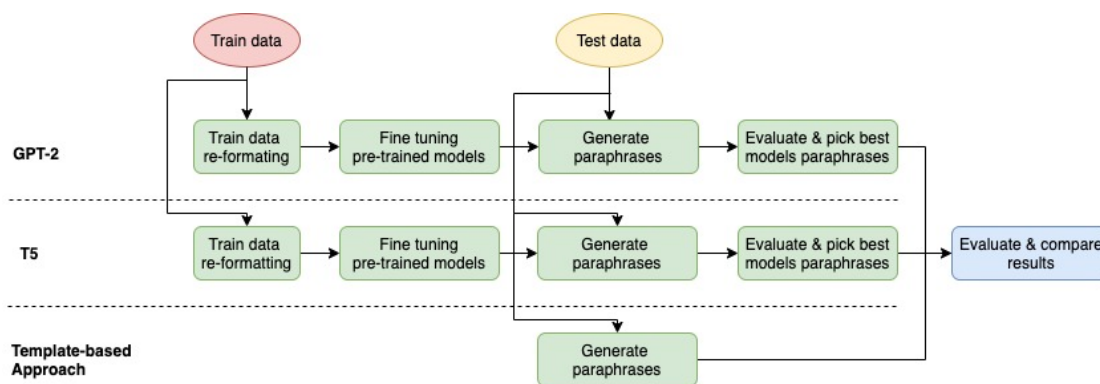 Train data
Test data
GPT-2
Train data
re-formating
Fine tuning
pre-trained models
Generate
paraphrases
Evaluate & pick best
models paraphrases
T5
Train data
re-formatting
Fine tuning
pre-trained models
Generate
paraphrases
Evaluate & pick best
models paraphrases
Evaluate & compare
results
Template-based
Approach
Generate
paraphrases